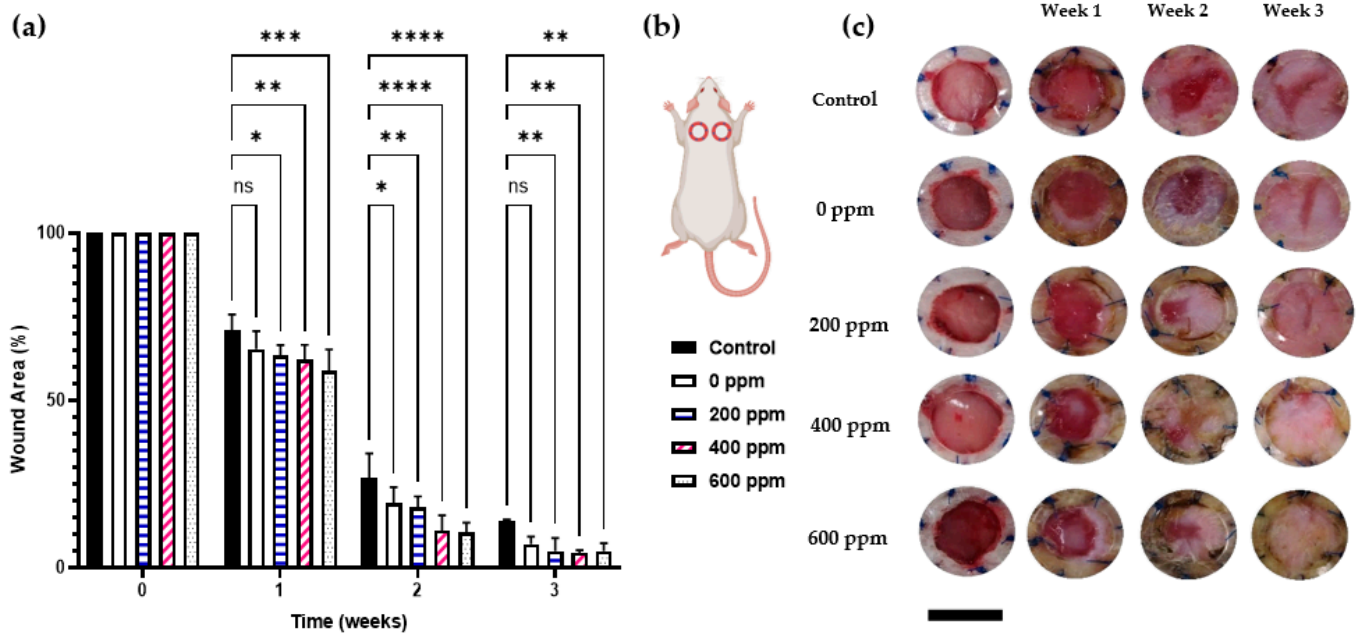 (a)
***
****
**
**
****
**
*
**
**
ns
*
ns
100
50
0
Wound Area (%)
0
1
2
3
Time (weeks)
(b)
Control
0 ppm
200 ppm
400 ppm
600 ppm
(c)
Week 1
Week 2
Week 3
Control
0 ppm
200 ppm
400 ppm
600 ppm